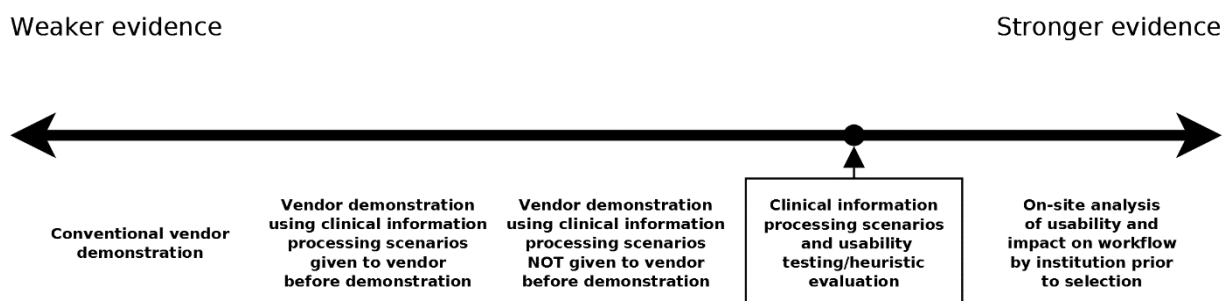 Weaker evidence
Stronger evidence
Conventional vendor
demonstration
Vendor demonstration
using clinical information
processing scenarios
given to vendor
before demonstration
Vendor demonstration
using clinical information
processing scenarios
NOT given to vendor
before demonstration
Clinical information
processing scenarios
and usability
testing/heuristic
evaluation
On-site analysis
of usability and
impact on workflow
by institution prior
to selection